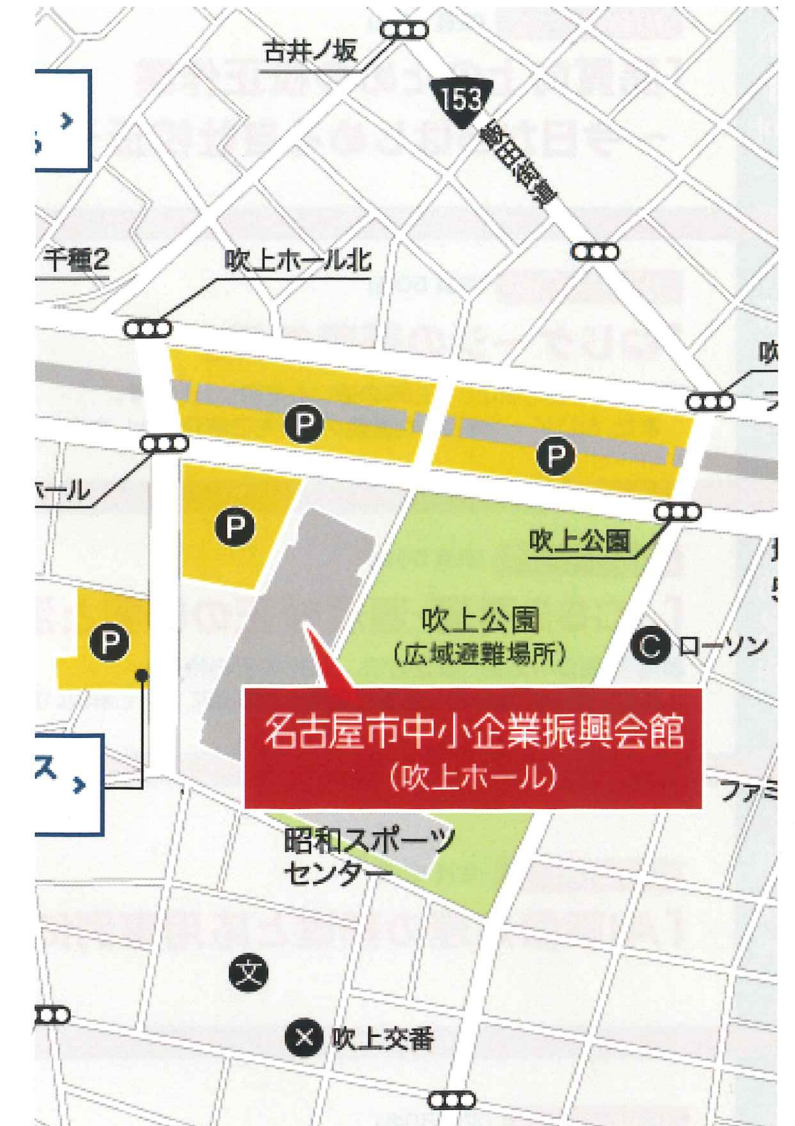 古井ノ坂
153
飯田街道
千種2
吹上ホール北
吹
P
P
ホール
P
吹上公園
吹上公園
(広域避難場所)
P
C ローソン
名古屋市中小企業振興会館
(吹上ホール)
ス
ファミ
昭和スポーツ
センター
文
吹上交番